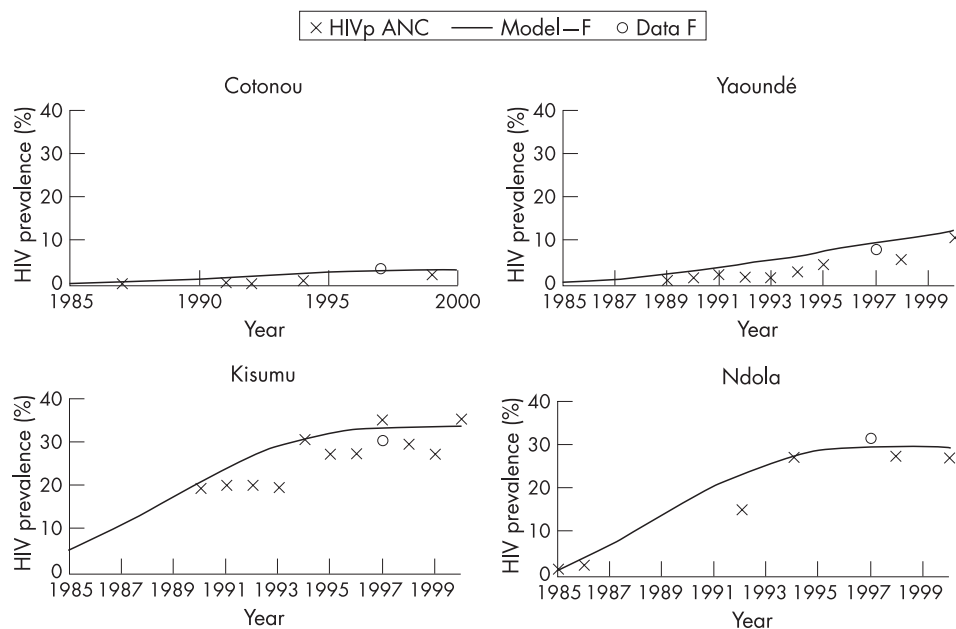 HIVp ANC Model–F Data F
Cotonou
HIV prevalence (%)
40
30
20
10
0
1985 1990 1995 2000
Year
Yaoundé
HIV prevalence (%)
40
30
20
10
0
1985 1987 1989 1991 1993 1995 1997 1999
Year
Kisumu
HIV prevalence (%)
40
30
20
10
0
1985 1987 1989 1991 1993 1995 1997 1999
Year
Ndola
HIV prevalence (%)
40
30
20
10
0
1985 1987 1989 1991 1993 1995 1997 1999
Year